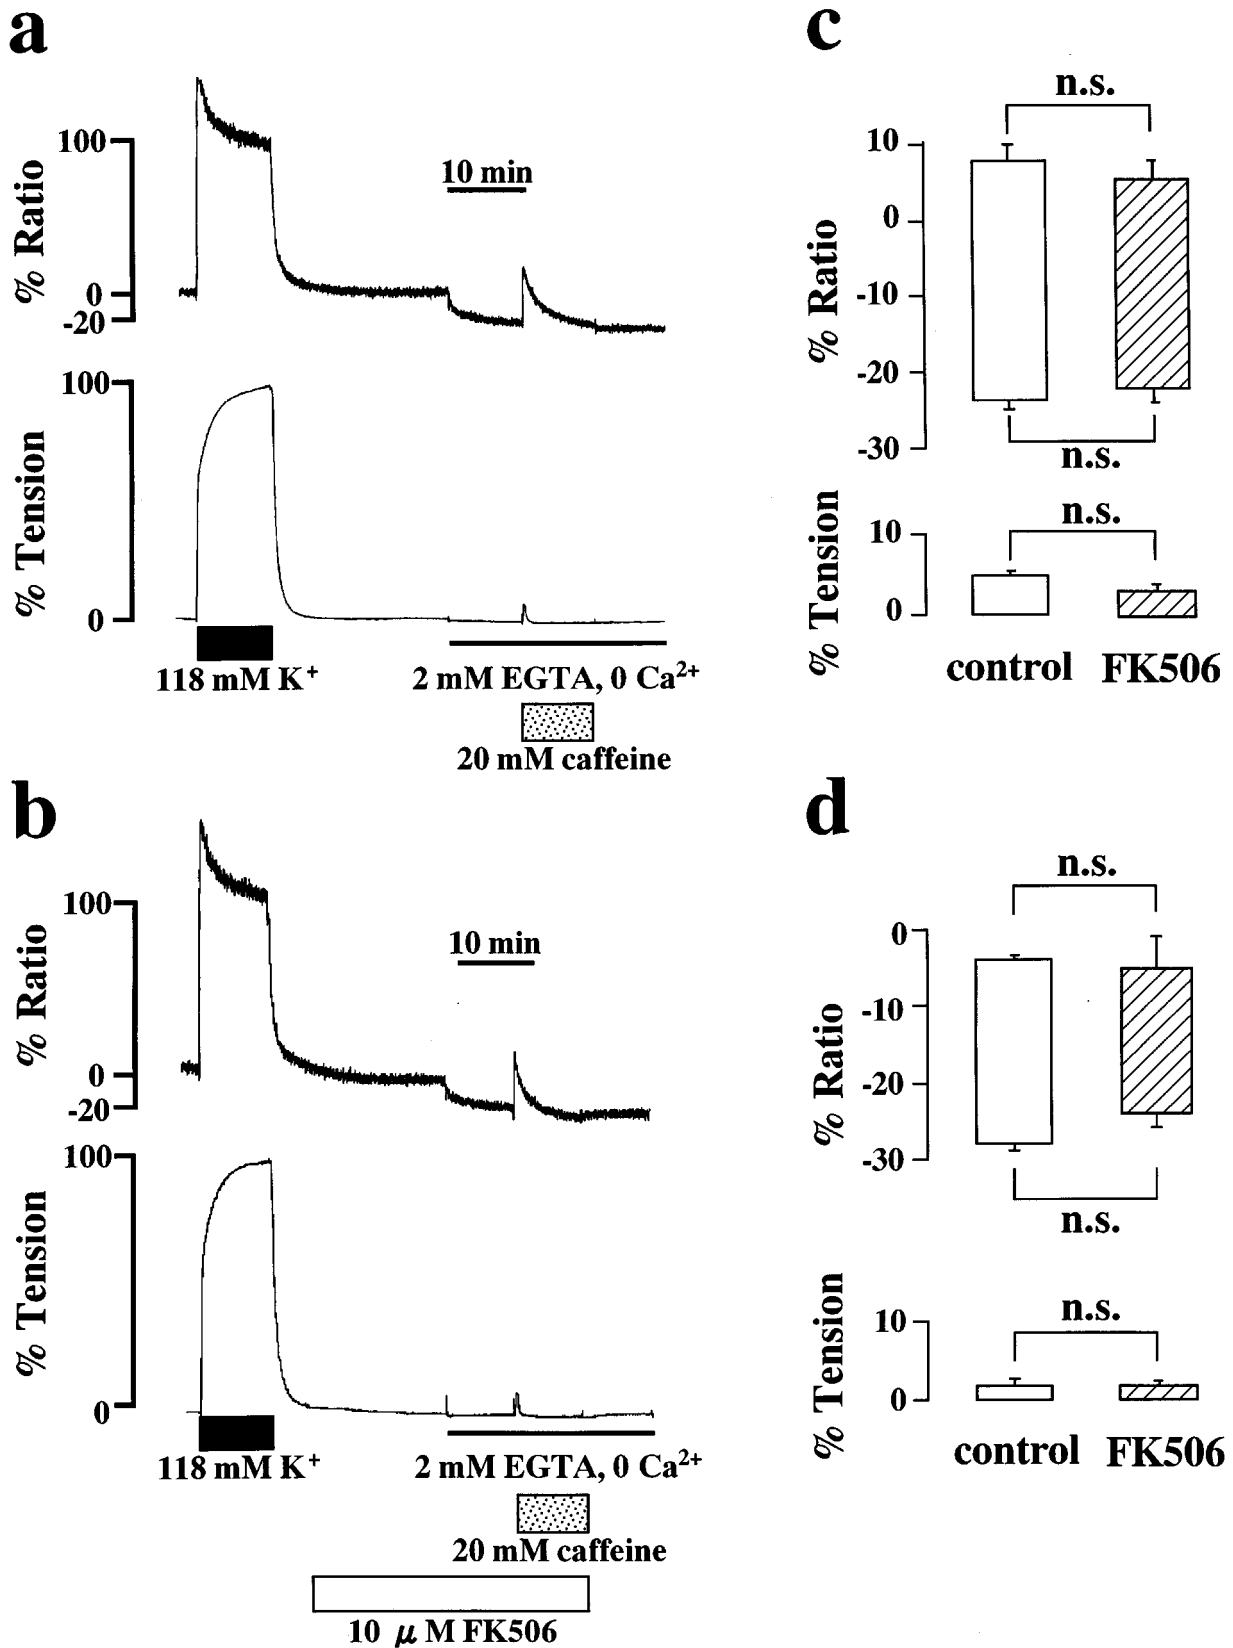 a
100
% Ratio
10 min
0
-20
100
% Tension
0
118 mM K⁺
2 mM EGTA, 0 Ca²⁺
20 mM caffeine
b
100
% Ratio
10 min
0
-20
100
% Tension
0
118 mM K⁺
2 mM EGTA, 0 Ca²⁺
20 mM caffeine
10 μM FK506
c
n.s.
10
0
% Ratio
-10
-20
-30
n.s.
n.s.
10
% Tension
0
control FK506
d
n.s.
0
-10
% Ratio
-20
-30
n.s.
n.s.
10
% Tension
0
control FK506